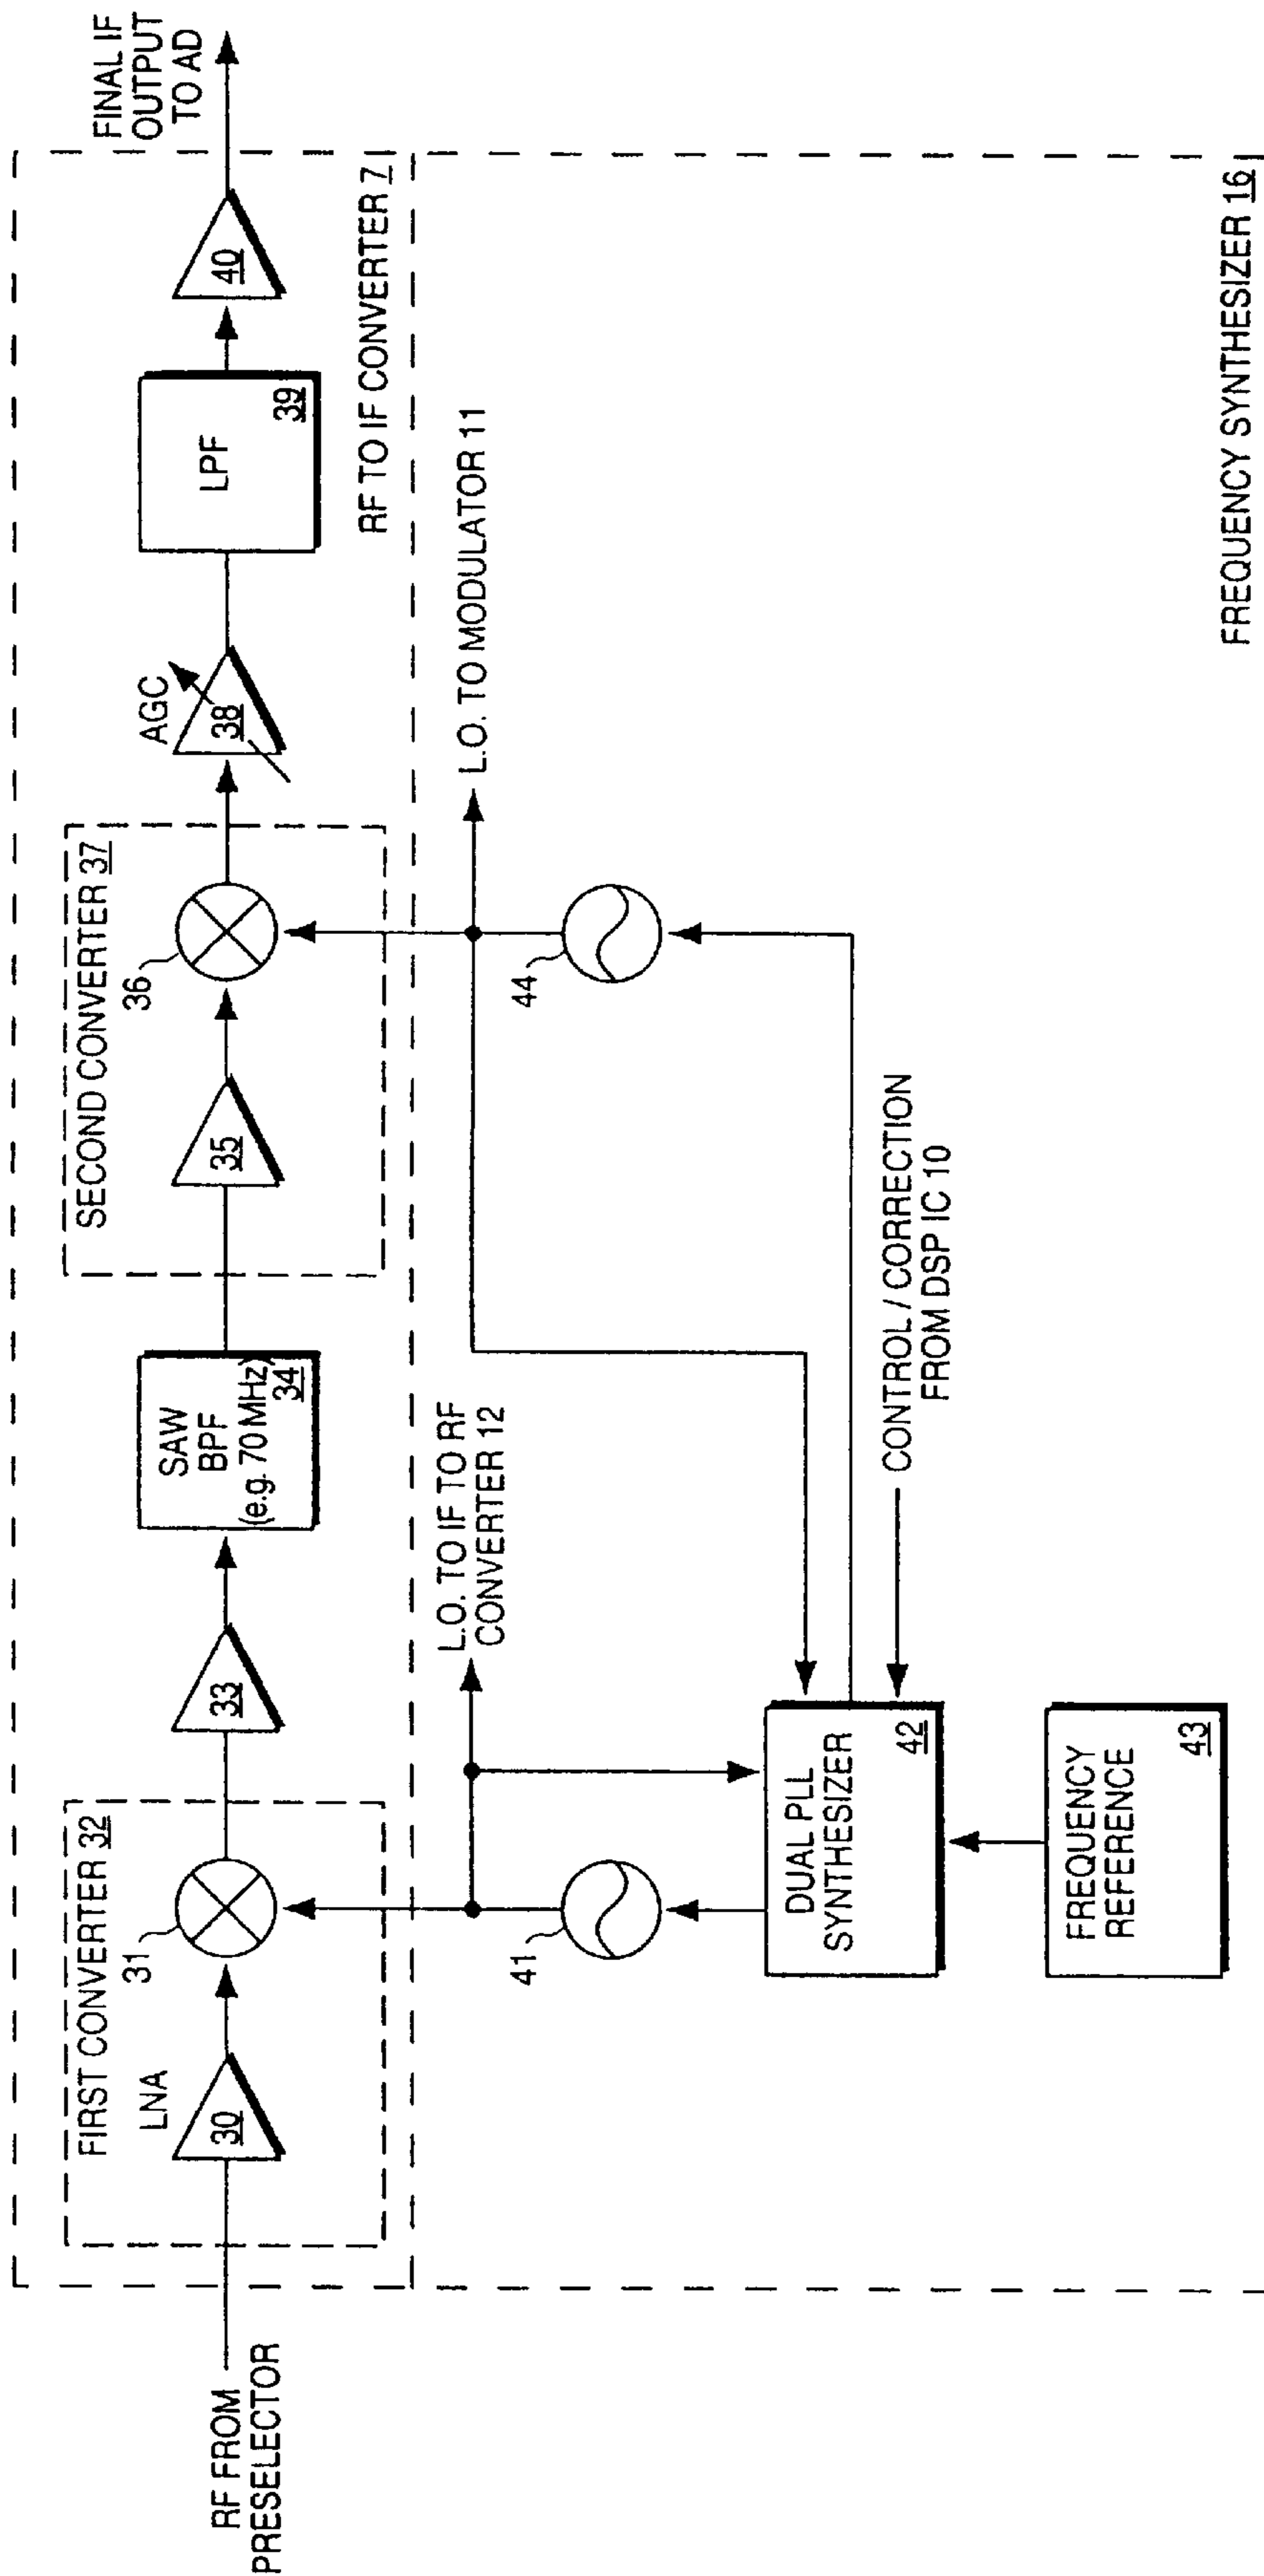 RF FROM
PRESELECTOR
FIRST CONVERTER 32
LNA
30
31
33
SAW
BPF
(e.g. 70 MHz)
34
SECOND CONVERTER 37
35
36
AGC
38
LPF
39
40
FINAL IF
OUTPUT
TO AD
RF TO IF CONVERTER 7
L.O. TO IF TO RF
CONVERTER 12
L.O. TO MODULATOR 11
41
44
DUAL PLL
SYNTHESIZER
42
CONTROL / CORRECTION
FROM DSP IC 10
FREQUENCY
REFERENCE
43
FREQUENCY SYNTHESIZER 16